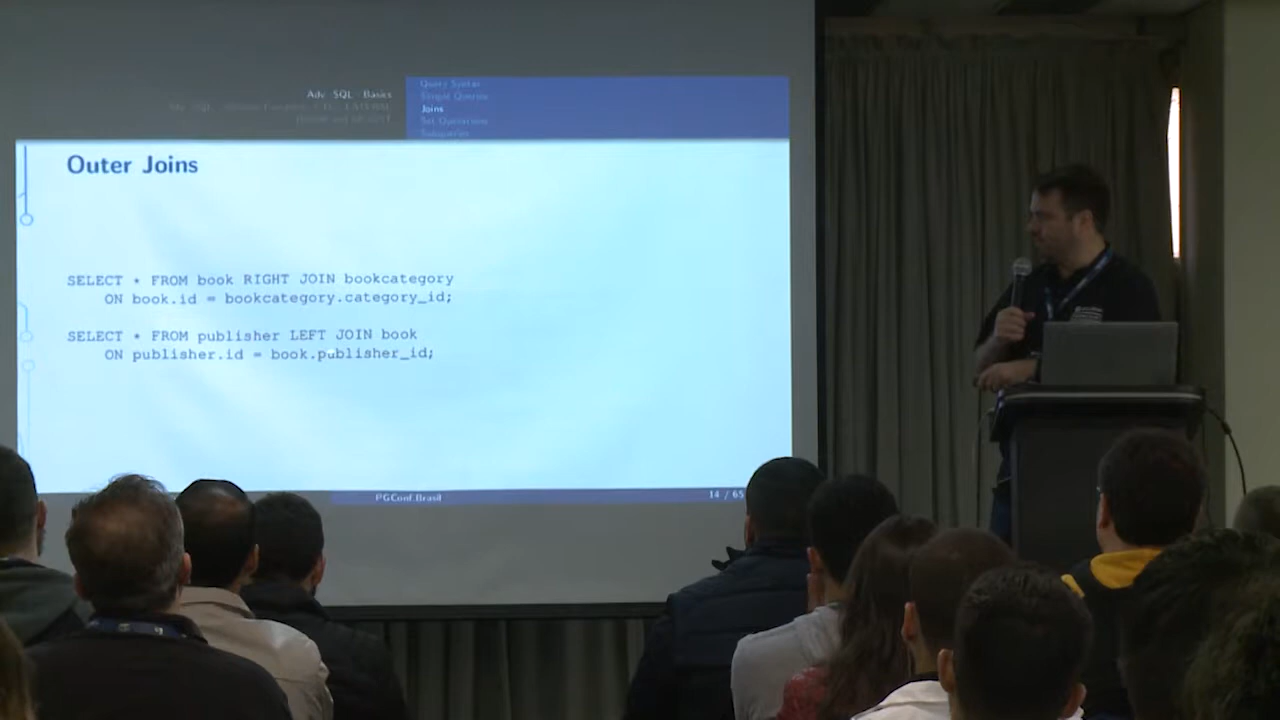 Adv SQL - Basics
Query Syntax
Simple Queries
Joins
Set Operations
Subqueries
Outer Joins
SELECT * FROM book RIGHT JOIN bookcategory
ON book.id = bookcategory.category_id;
SELECT * FROM publisher LEFT JOIN book
ON publisher.id = book.publisher_id;
PGConf.Brasil
14 / 65